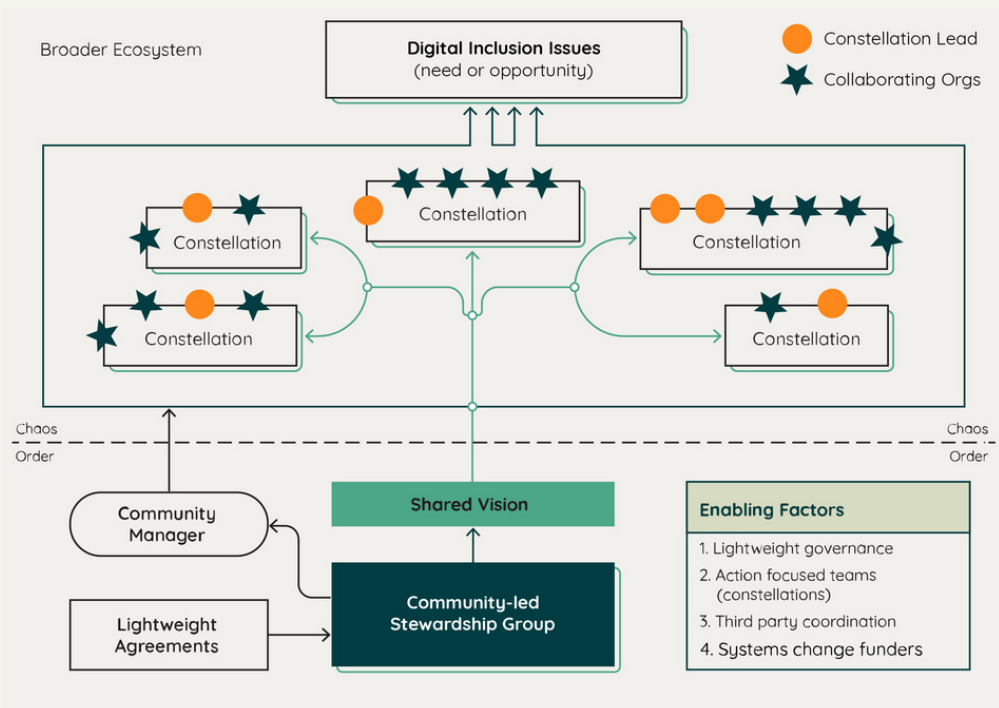 Broader Ecosystem
Digital Inclusion Issues
(need or opportunity)
Constellation Lead
Collaborating Orgs
Constellation
Constellation
Constellation
Constellation
Constellation
Chaos
Chaos
Order
Order
Community
Manager
Shared Vision
Lightweight
Agreements
Community-led
Stewardship Group
Enabling Factors
1. Lightweight governance
2. Action focused teams
(constellations)
3. Third party coordination
4. Systems change funders